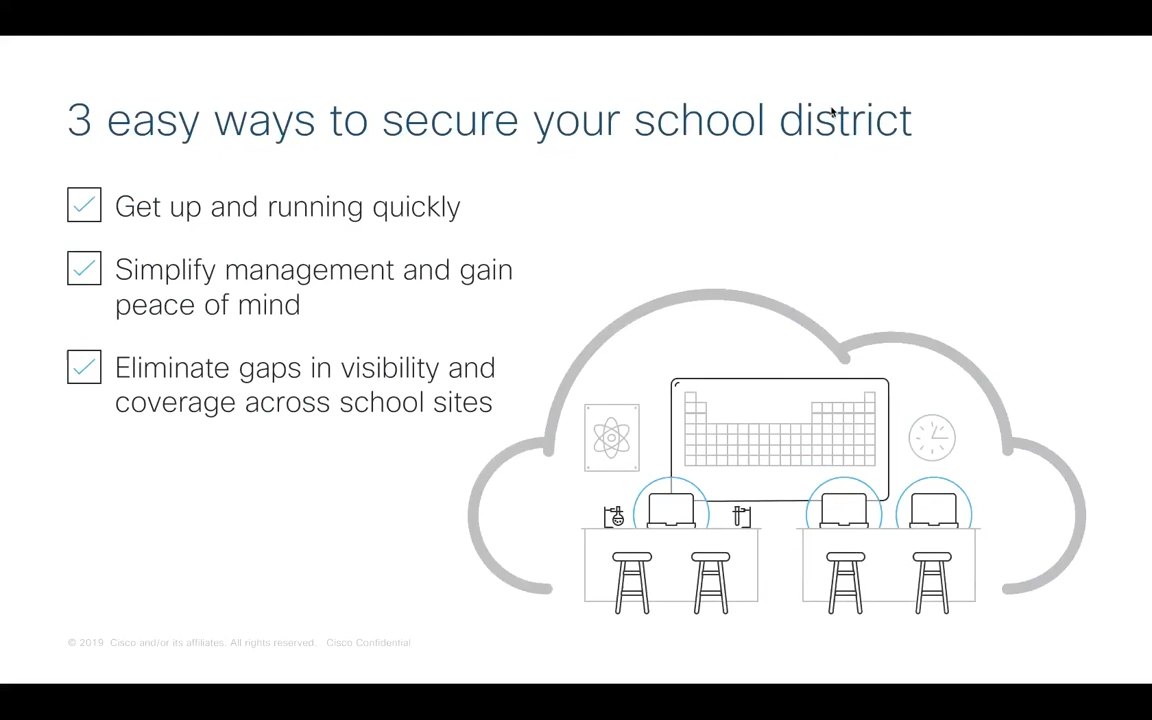 3 easy ways to secure your school district
Get up and running quickly
Simplify management and gain
peace of mind
Eliminate gaps in visibility and
coverage across school sites
© 2019 Cisco and/or its affiliates. All rights reserved. Cisco Confidential